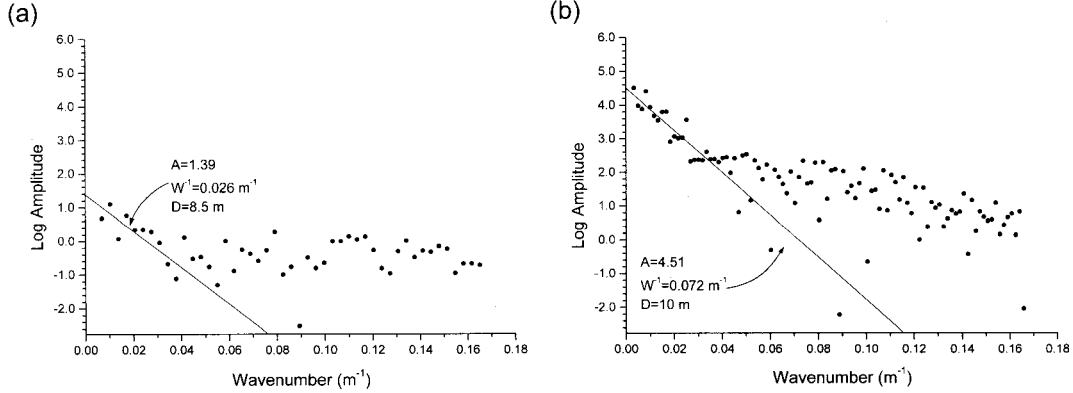 (a)
6.0
5.0
4.0
3.0
2.0
1.0
0.0
-1.0
-2.0
Log Amplitude
A=1.39
W⁻¹=0.026 m⁻¹
D=8.5 m
0.00 0.02 0.04 0.06 0.08 0.10 0.12 0.14 0.16 0.18
Wavenumber (m⁻¹)
(b)
6.0
5.0
4.0
3.0
2.0
1.0
0.0
-1.0
-2.0
Log Amplitude
A=4.51
W⁻¹=0.072 m⁻¹
D=10 m
0.00 0.02 0.04 0.06 0.08 0.10 0.12 0.14 0.16 0.18
Wavenumber (m⁻¹)